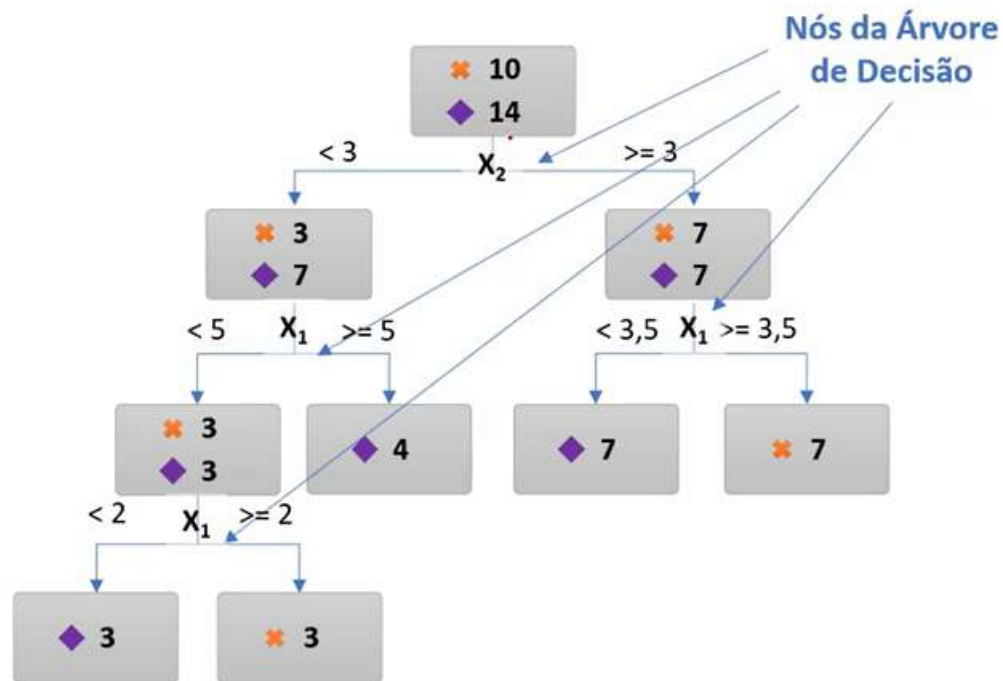 Nós da Árvore
de Decisão
10
14
< 3 X₂ >= 3
3
7
7
7
< 5 X₁ >= 5
< 3,5 X₁ >= 3,5
3
3
4
7
7
< 2 X₁ >= 2
3
3